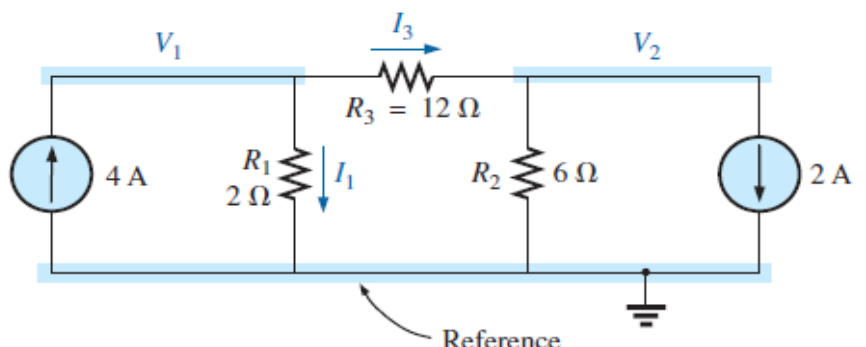 V₁
I₃
V₂
R₃ = 12 Ω
4 A
R₁
2 Ω
I₁
R₂
6 Ω
2 A
Reference